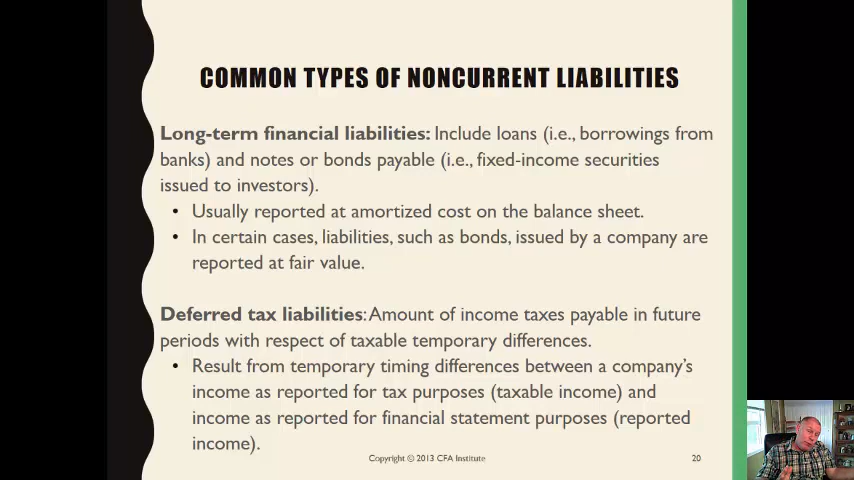 COMMON TYPES OF NONCURRENT LIABILITIES
Long-term financial liabilities: Include loans (i.e., borrowings from
banks) and notes or bonds payable (i.e., fixed-income securities
issued to investors).
• Usually reported at amortized cost on the balance sheet.
• In certain cases, liabilities, such as bonds, issued by a company are
reported at fair value.
Deferred tax liabilities: Amount of income taxes payable in future
periods with respect of taxable temporary differences.
• Result from temporary timing differences between a company's
income as reported for tax purposes (taxable income) and
income as reported for financial statement purposes (reported
income).
Copyright © 2013 CFA Institute
20